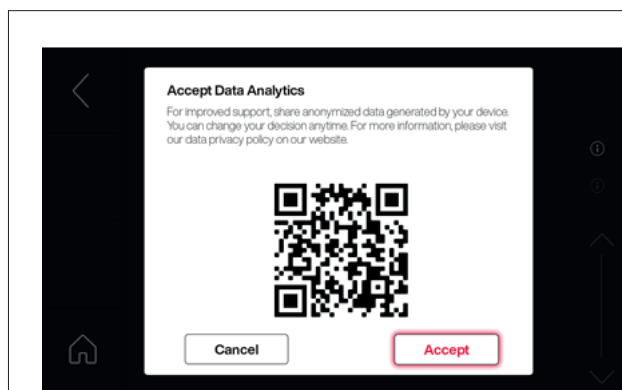 Accept Data Analytics
For improved support, share anonymized data generated by your device.
You can change your decision anytime. For more information, please visit
our data privacy policy on our website.
Cancel
Accept